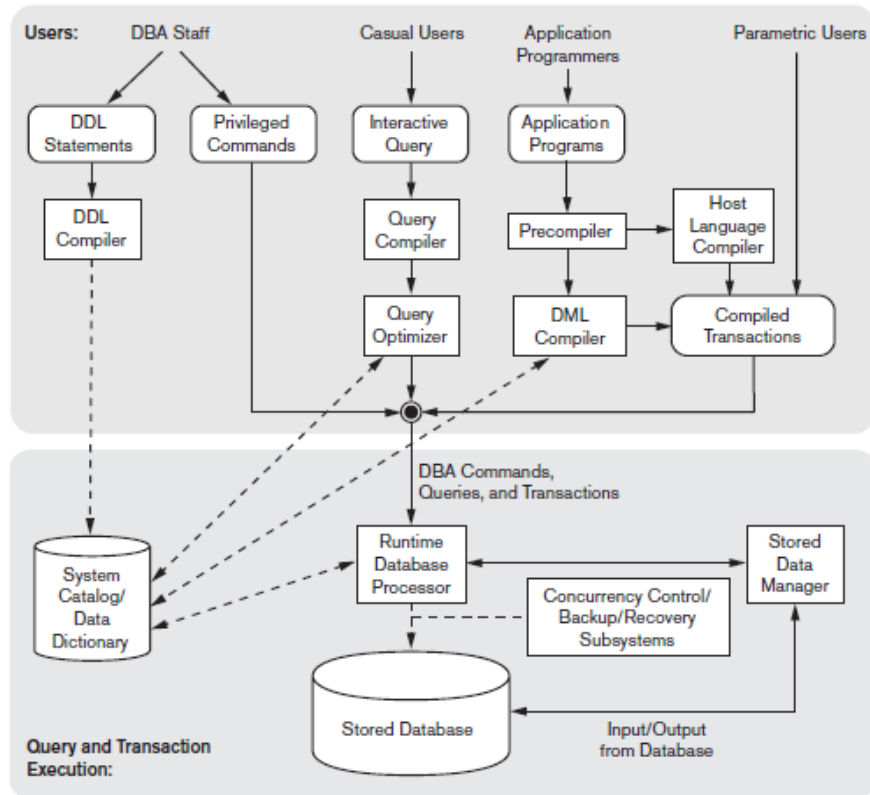 Users:
DBA Staff
Casual Users
Application
Programmers
Parametric Users
DDL
Statements
Privileged
Commands
Interactive
Query
Application
Programs
DDL
Compiler
Query
Compiler
Precompiler
Host
Language
Compiler
Query
Optimizer
DML
Compiler
Compiled
Transactions
DBA Commands,
Queries, and Transactions
System
Catalog/
Data
Dictionary
Runtime
Database
Processor
Stored
Data
Manager
Concurrency Control/
Backup/Recovery
Subsystems
Stored Database
Input/Output
from Database
Query and Transaction
Execution: